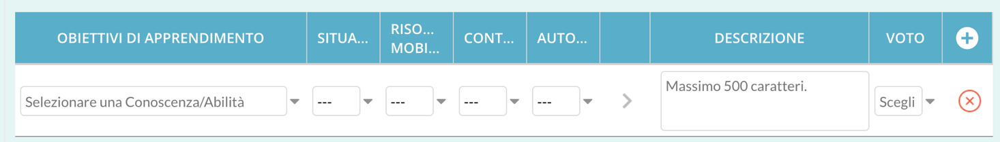 OBIETTIVI DI APPRENDIMENTO
SITUA...
RISO...
MOBI...
CONT...
AUTO...
DESCRIZIONE
VOTO
Selezionare una Conoscenza/Abilità
---
---
---
---
Massimo 500 caratteri.
Scegli